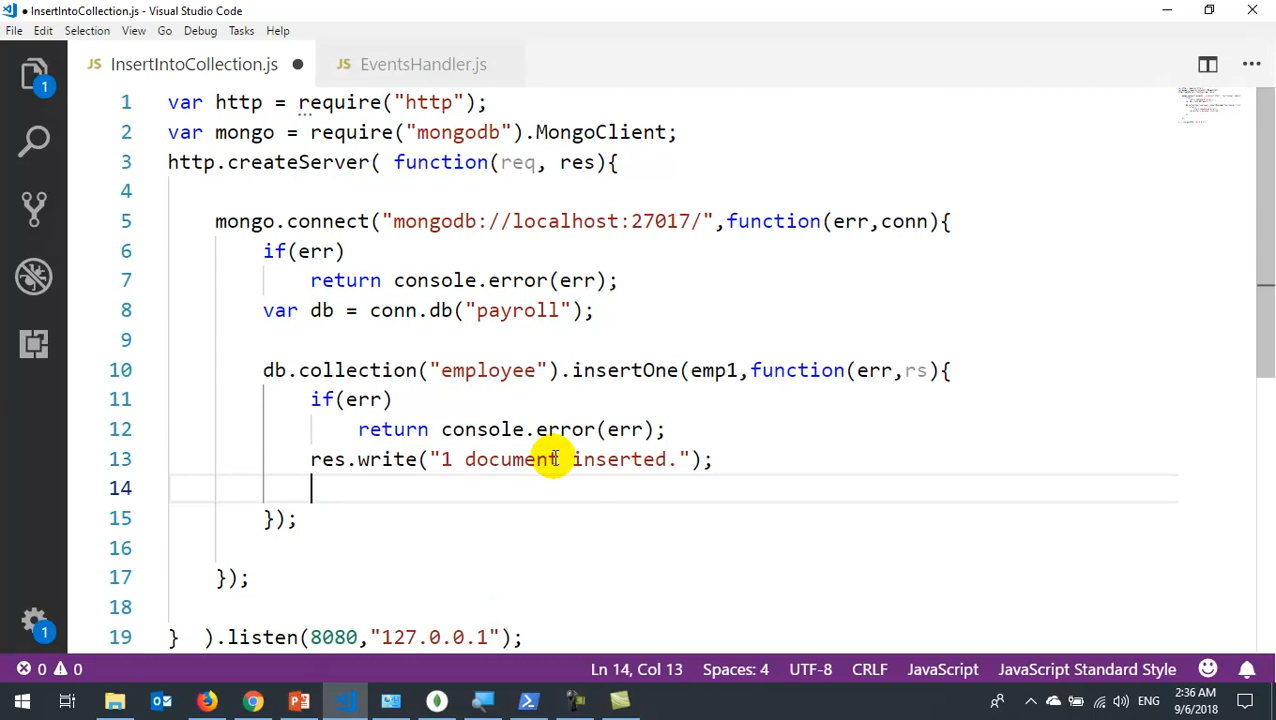 ● InsertIntoCollection.js - Visual Studio Code
File Edit Selection View Go Debug Tasks Help
JS InsertIntoCollection.js ● JS EventsHandler.js
1 var http = require("http");
2 var mongo = require("mongodb").MongoClient;
3 http.createServer( function(req, res){
4
5 mongo.connect("mongodb://localhost:27017/",function(err,conn){
6 if(err)
7 return console.error(err);
8 var db = conn.db("payroll");
9
10 db.collection("employee").insertOne(emp1,function(err,rs){
11 if(err)
12 return console.error(err);
13 res.write("1 document inserted.");
14
15 });
16
17 });
18
19 } ).listen(8080,"127.0.0.1");
1
1
0 0 Ln 14, Col 13 Spaces: 4 UTF-8 CRLF JavaScript JavaScript Standard Style
ENG 2:36 AM
9/6/2018